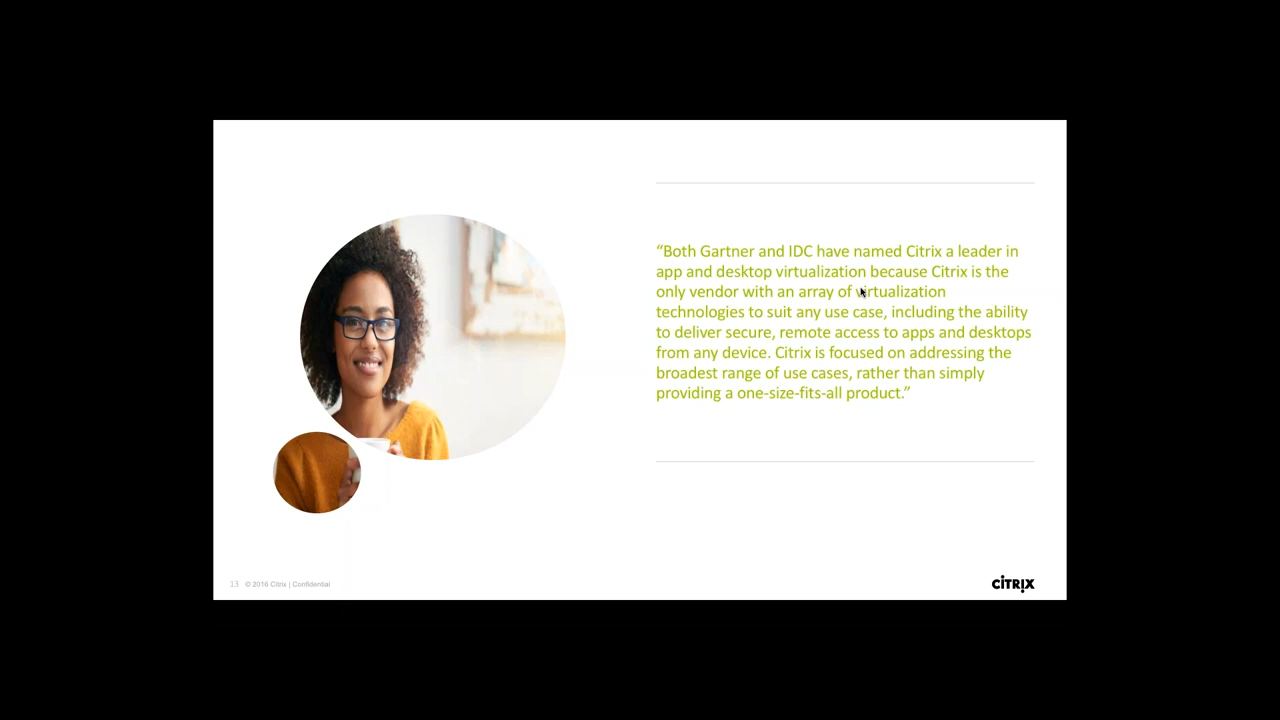 “Both Gartner and IDC have named Citrix a leader in
app and desktop virtualization because Citrix is the
only vendor with an array of virtualization
technologies to suit any use case, including the ability
to deliver secure, remote access to apps and desktops
from any device. Citrix is focused on addressing the
broadest range of use cases, rather than simply
providing a one-size-fits-all product.”
13 © 2016 Citrix | Confidential
CITRIX